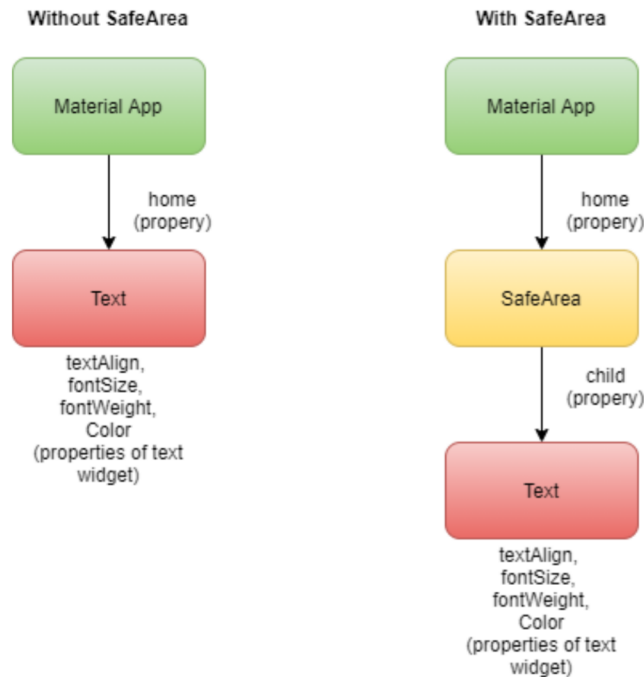 Without SafeArea
Material App
home
(propery)
Text
textAlign,
fontSize,
fontWeight,
Color
(properties of text
widget)
With SafeArea
Material App
home
(propery)
SafeArea
child
(propery)
Text
textAlign,
fontSize,
fontWeight,
Color
(properties of text
widget)